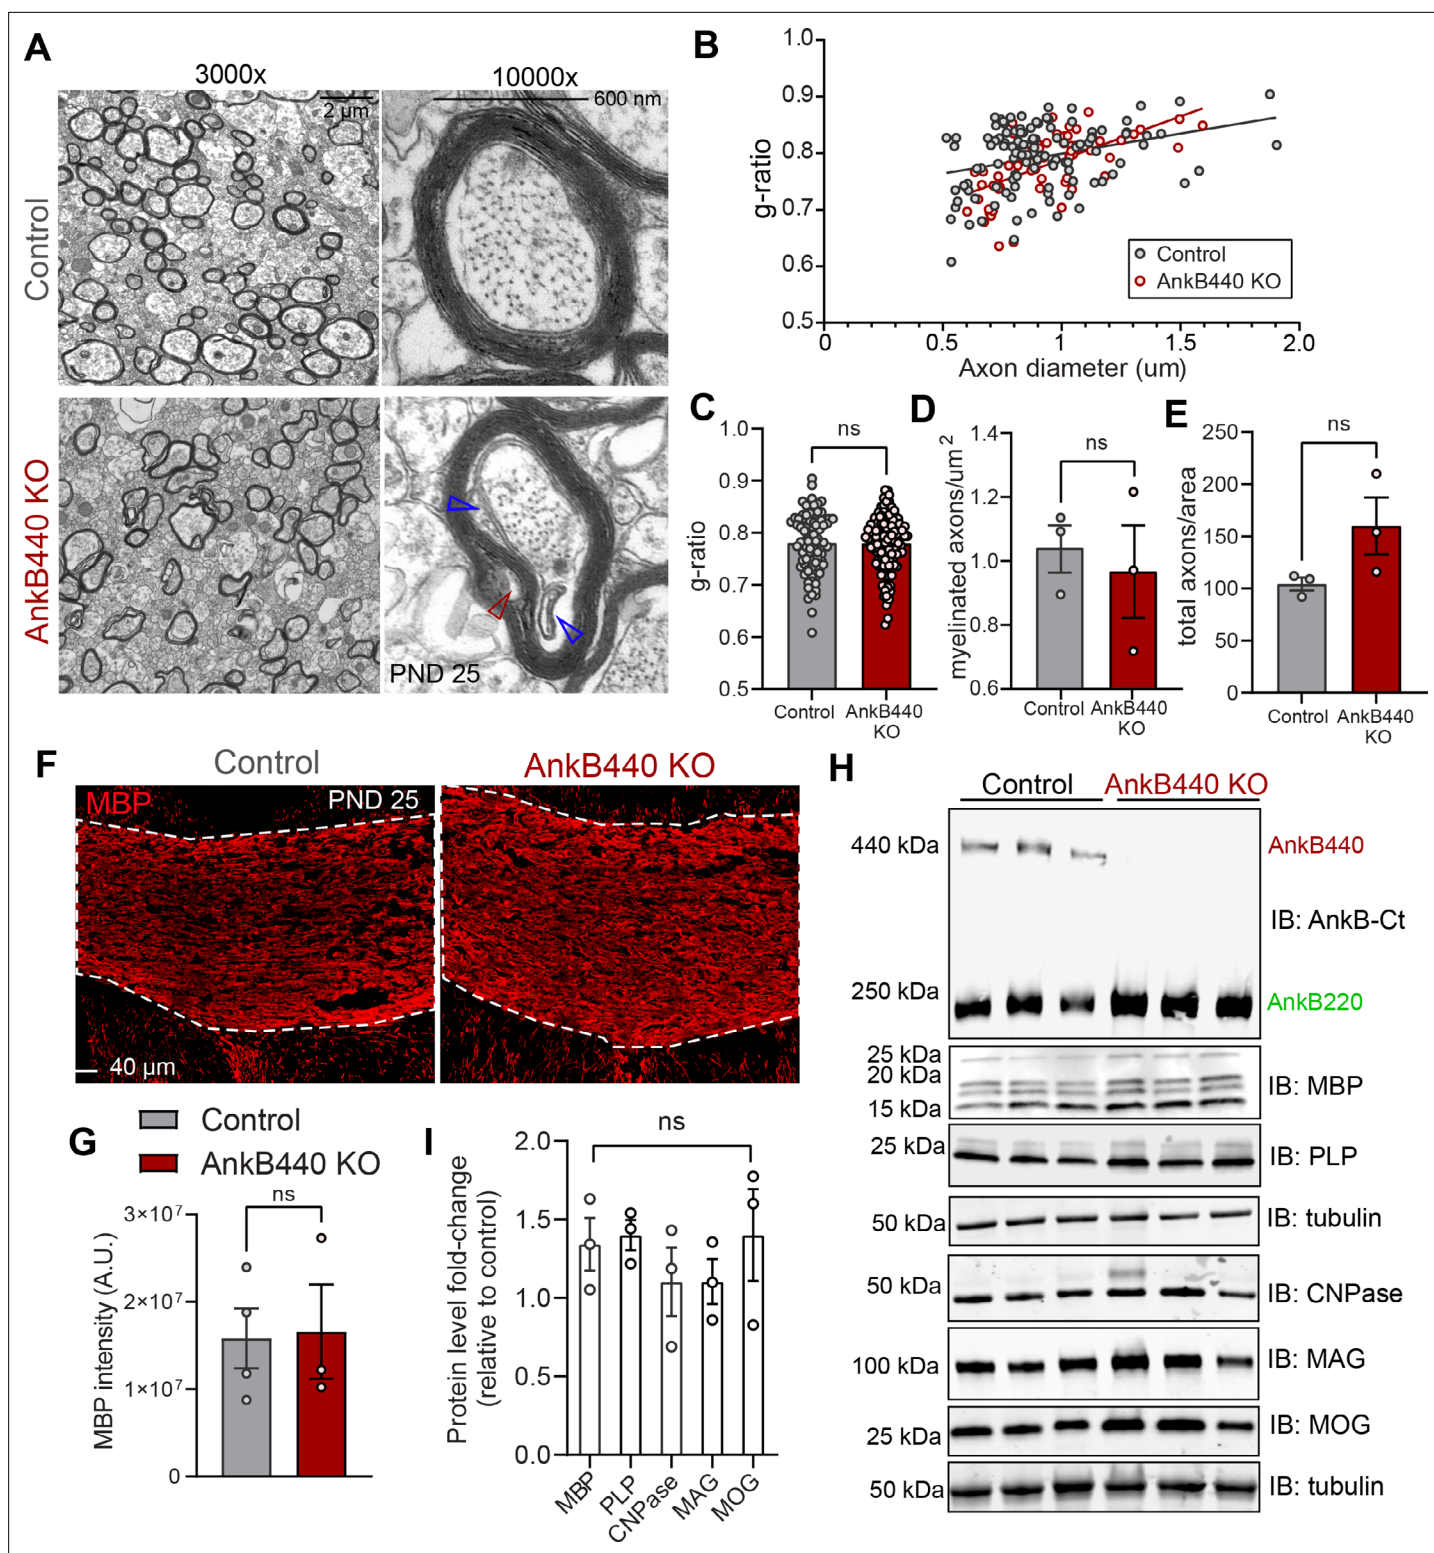 A
3000x
10000x
2 µm
600 nm
Control
AnkB440 KO
PND 25
B
1.0
0.9
0.8
0.7
0.6
0.5
g-ratio
Control
AnkB440 KO
0
0.5
1.0
1.5
2.0
Axon diameter (um)
C
ns
1.0
0.9
0.8
0.7
0.6
0.5
g-ratio
Control
AnkB440
KO
D
ns
1.4
1.2
1.0
0.8
0.6
myelinated axons/um²
Control
AnkB440
KO
E
ns
250
200
150
100
50
0
total axons/area
Control
AnkB440
KO
F
Control
AnkB440 KO
MBP
PND 25
40 µm
G
Control
AnkB440 KO
ns
3×10⁷
2×10⁷
1×10⁷
0
MBP intensity (A.U.)
H
Control
AnkB440 KO
440 kDa
AnkB440
IB: AnkB-Ct
250 kDa
AnkB220
25 kDa
20 kDa
15 kDa
IB: MBP
25 kDa
IB: PLP
50 kDa
IB: tubulin
50 kDa
IB: CNPase
100 kDa
IB: MAG
25 kDa
IB: MOG
50 kDa
IB: tubulin
I
ns
2.0
1.5
1.0
0.5
0.0
Protein level fold-change
(relative to control)
MBP
PLP
CNPase
MAG
MOG